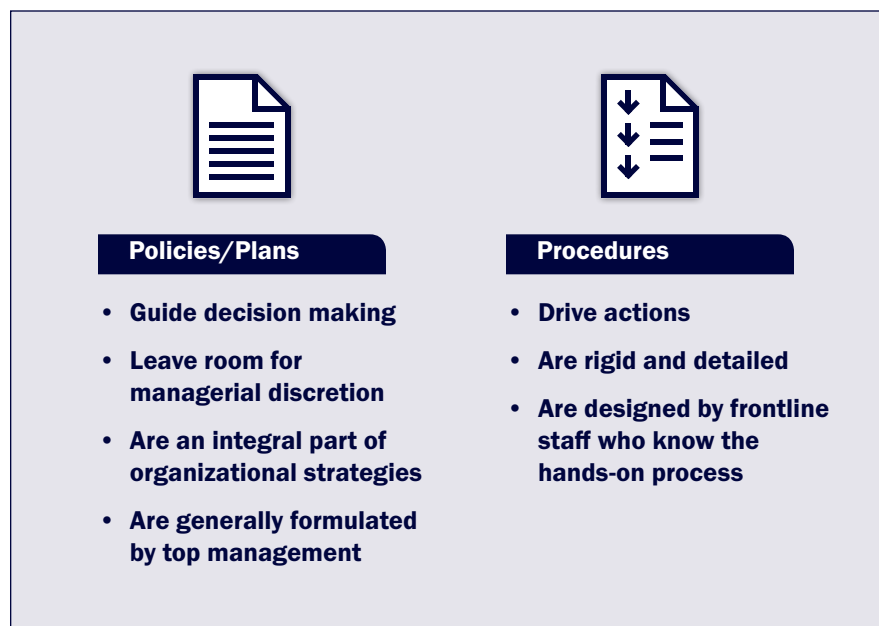 Policies/Plans
• Guide decision making
• Leave room for
managerial discretion
• Are an integral part of
organizational strategies
• Are generally formulated
by top management
Procedures
• Drive actions
• Are rigid and detailed
• Are designed by frontline
staff who know the
hands-on process